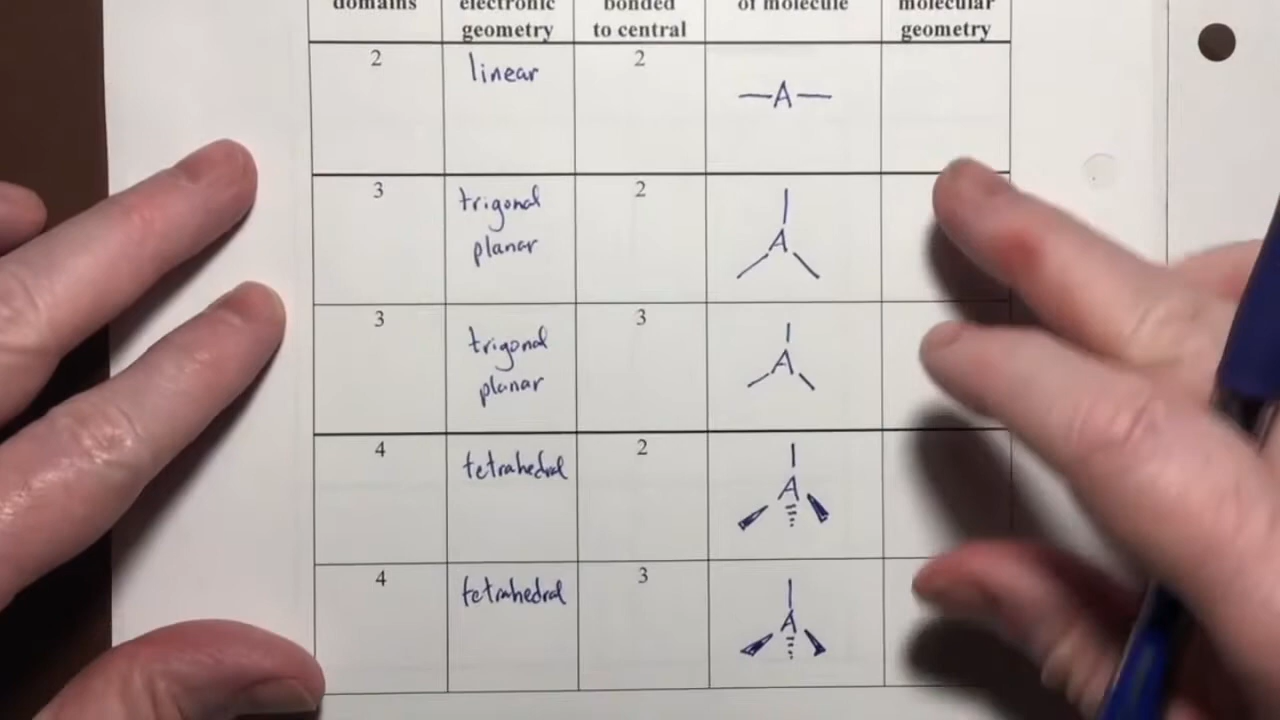 domains electronic bonded of molecule molecular
geometry to central geometry
2 linear 2 —A—
3 trigonal 2
planar A
3 trigonal 3
planar A
4 tetrahedral 2 A
4 tetrahedral 3 A